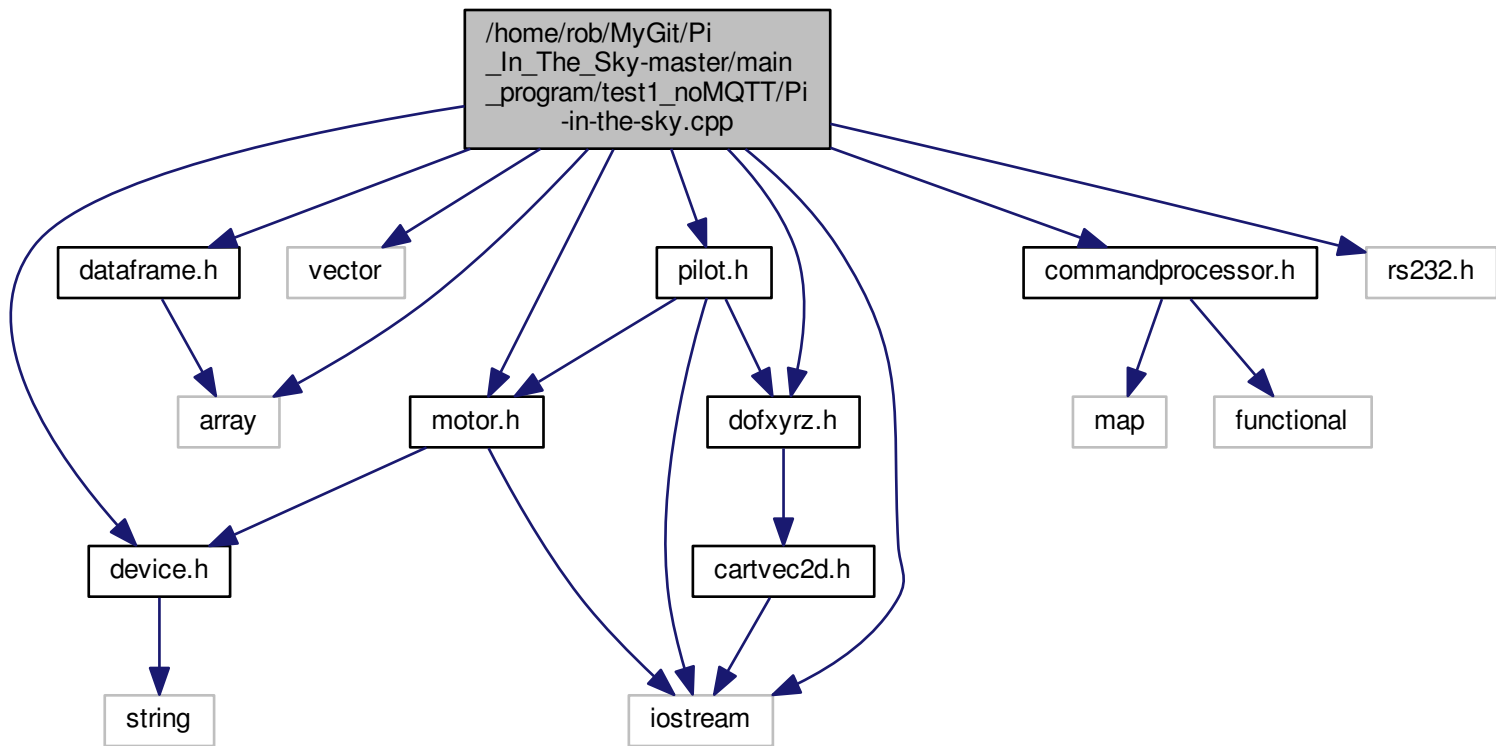 /home/rob/MyGit/Pi
_In_The_Sky-master/main
_program/test1_noMQTT/Pi
-in-the-sky.cpp
dataframe.h
vector
pilot.h
commandprocessor.h
rs232.h
array
motor.h
dofxyrz.h
map
functional
device.h
cartvec2d.h
string
iostream